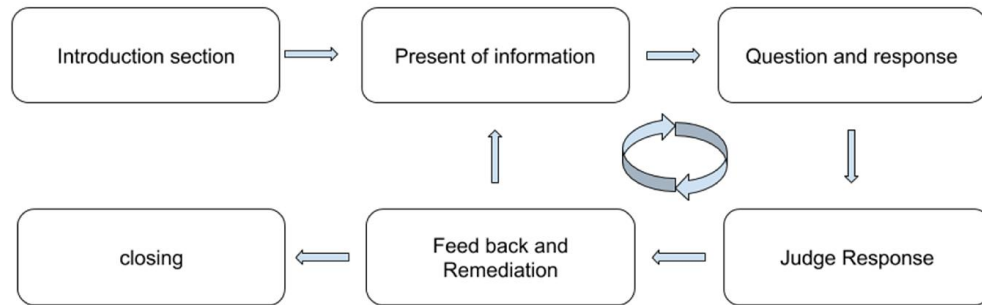 Introduction section
Present of information
Question and response
closing
Feed back and
Remediation
Judge Response